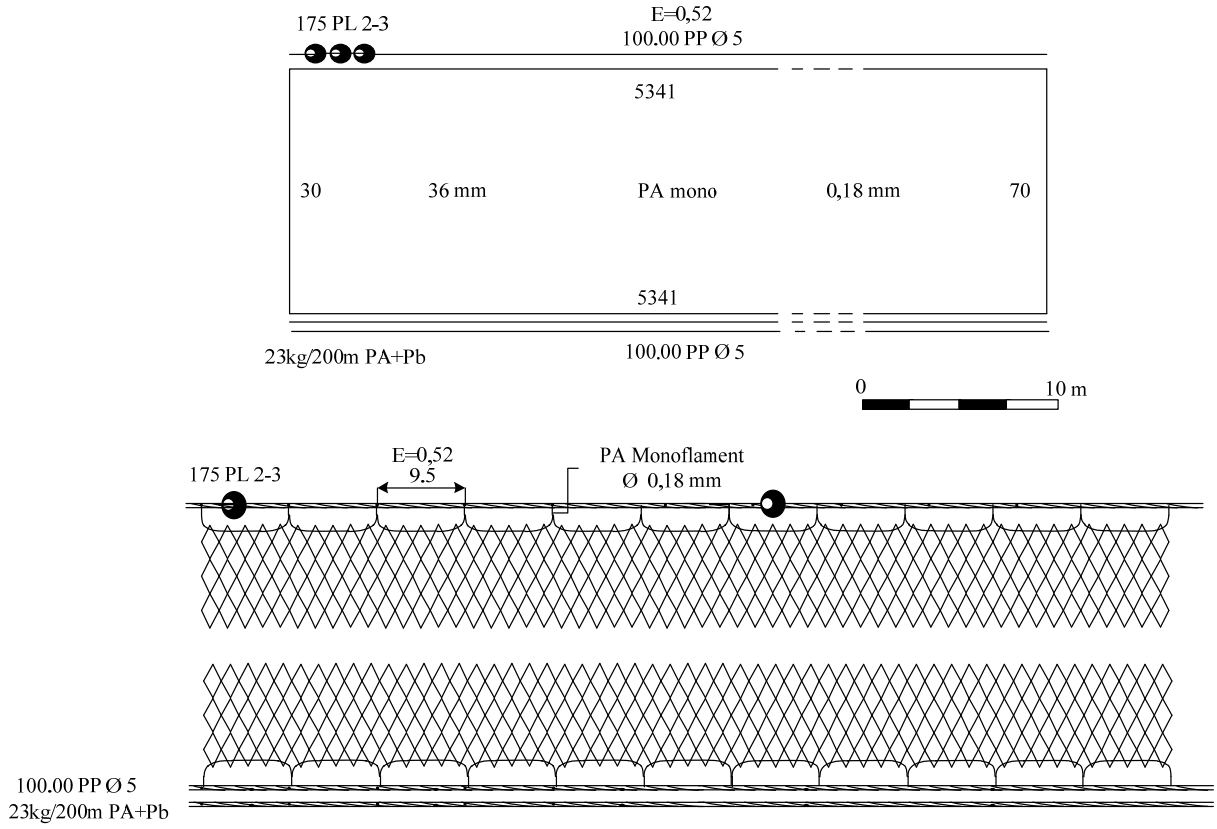 175 PL 2-3
E=0,52
100.00 PP Ø 5
5341
30 36 mm PA mono 0,18 mm 70
5341
23kg/200m PA+Pb
100.00 PP Ø 5
0 10 m
175 PL 2-3
E=0,52
9.5
PA Monoflament
Ø 0,18 mm
100.00 PP Ø 5
23kg/200m PA+Pb